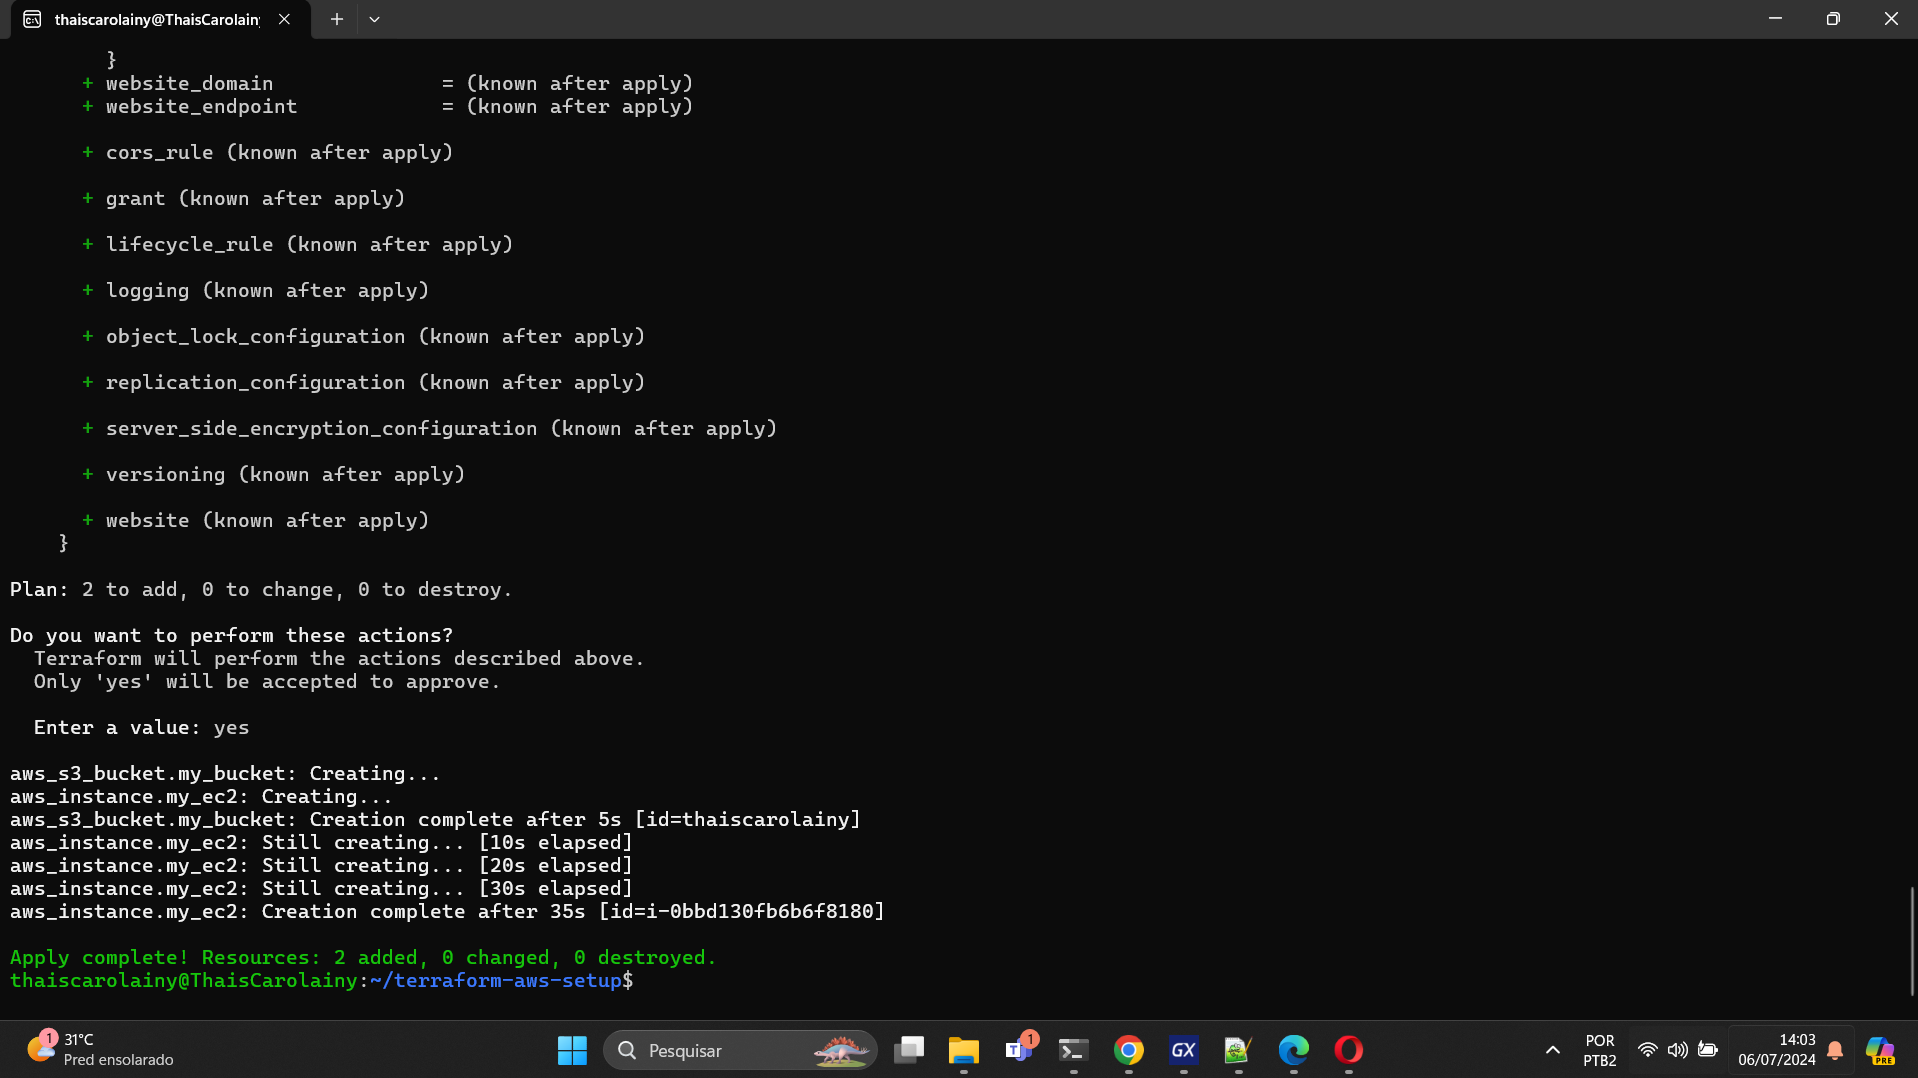 thaiscarolainy@ThaisCarolainy
}
+ website_domain = (known after apply)
+ website_endpoint = (known after apply)
+ cors_rule (known after apply)
+ grant (known after apply)
+ lifecycle_rule (known after apply)
+ logging (known after apply)
+ object_lock_configuration (known after apply)
+ replication_configuration (known after apply)
+ server_side_encryption_configuration (known after apply)
+ versioning (known after apply)
+ website (known after apply)
}
Plan: 2 to add, 0 to change, 0 to destroy.
Do you want to perform these actions?
Terraform will perform the actions described above.
Only 'yes' will be accepted to approve.
Enter a value: yes
aws_s3_bucket.my_bucket: Creating...
aws_instance.my_ec2: Creating...
aws_s3_bucket.my_bucket: Creation complete after 5s [id=thaiscarolainy]
aws_instance.my_ec2: Still creating... [10s elapsed]
aws_instance.my_ec2: Still creating... [20s elapsed]
aws_instance.my_ec2: Still creating... [30s elapsed]
aws_instance.my_ec2: Creation complete after 35s [id=i-0bbd130fb6b6f8180]
Apply complete! Resources: 2 added, 0 changed, 0 destroyed.
thaiscarolainy@ThaisCarolainy:~/terraform-aws-setup$
1
31°C
Pred ensolarado
Pesquisar
T
1
GX
POR
PTB2
14:03
06/07/2024
PRE